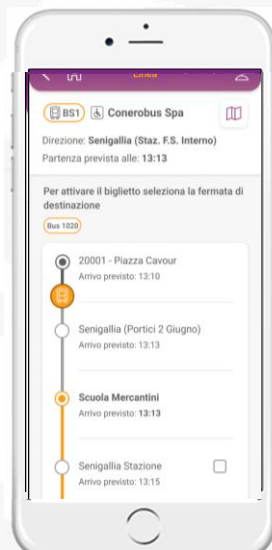 Linea
BS1 Conerobus Spa
Direzione: Senigallia (Staz. F.S. Interno)
Partenza prevista alle: 13:13
Per attivare il biglietto seleziona la fermata di
destinazione
Bus 1020
20001 - Piazza Cavour
Arrivo previsto: 13:10
Senigallia (Portici 2 Giugno)
Arrivo previsto: 13:13
Scuola Mercantini
Arrivo previsto: 13:13
Senigallia Stazione
Arrivo previsto: 13:15